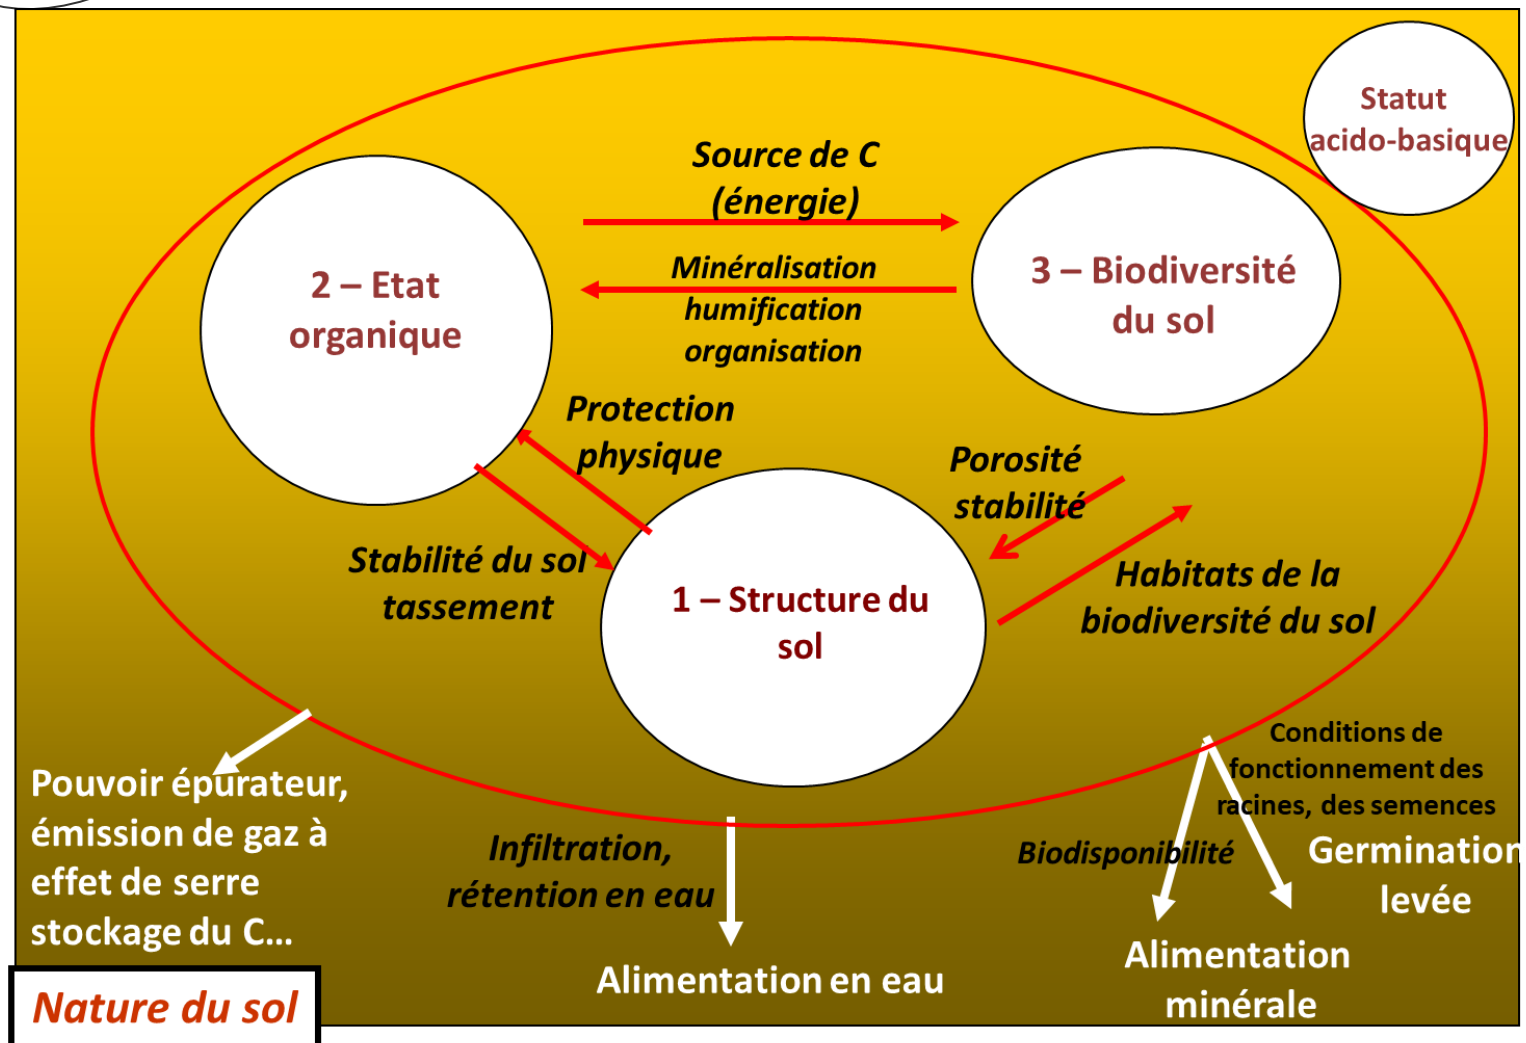 Statut
acido-basique
Source de C
(énergie)
Minéralisation
humification
organisation
2 – Etat
organique
3 – Biodiversité
du sol
Protection
physique
Porosité
stabilité
Stabilité du sol
tassement
Habitats de la
biodiversité du sol
1 – Structure du
sol
Pouvoir épurateur,
émission de gaz à
effet de serre
stockage du C...
Infiltration,
rétention en eau
Alimentation en eau
Conditions de
fonctionnement des
racines, des semences
Biodisponibilité
Germination
levée
Alimentation
minérale
Nature du sol